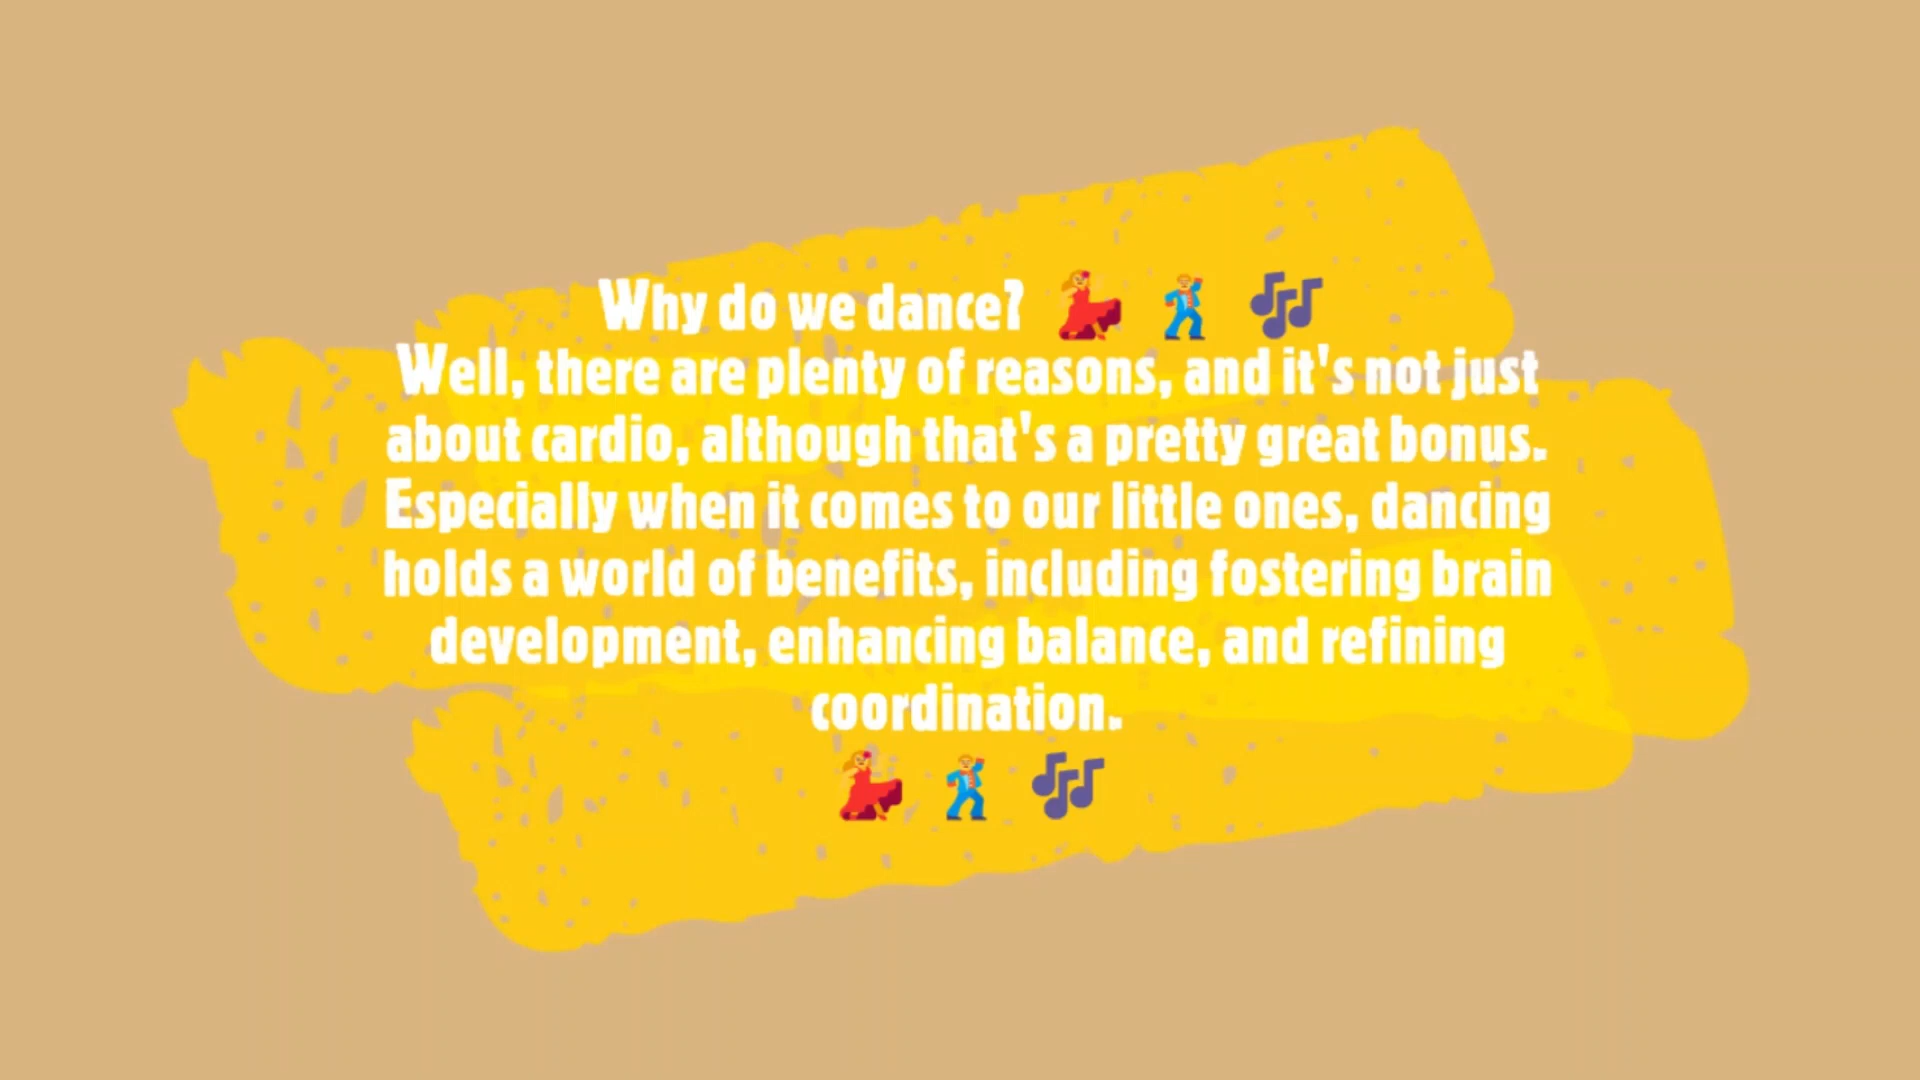 Why do we dance? 💃 🕺 🎶
Well, there are plenty of reasons, and it's not just
about cardio, although that's a pretty great bonus.
Especially when it comes to our little ones, dancing
holds a world of benefits, including fostering brain
development, enhancing balance, and refining
coordination.
💃 🕺 🎶